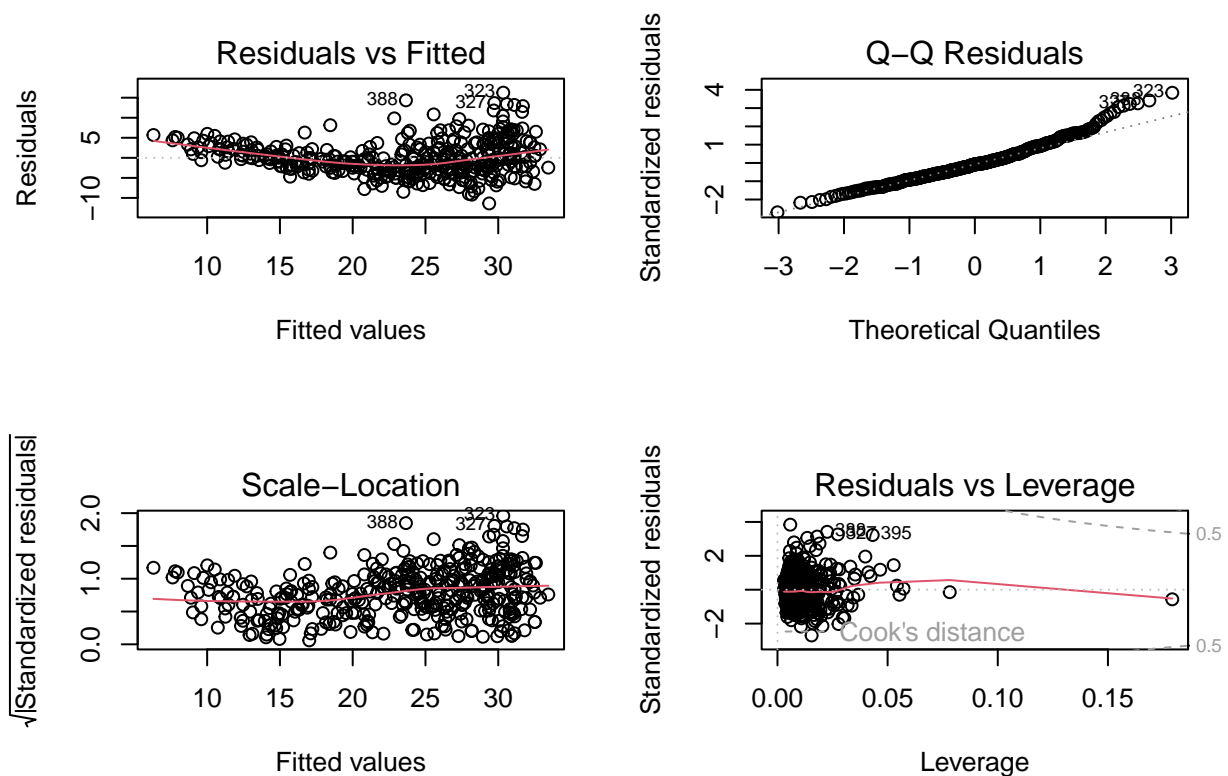 Residuals vs Fitted
Residuals
5
−10
388
323
327
10 15 20 25 30
Fitted values
Q−Q Residuals
Standardized residuals
4
1
−2
323
−3 −2 −1 0 1 2 3
Theoretical Quantiles
Scale−Location
√|Standardized residuals|
2.0
1.0
0.0
388
323
327
10 15 20 25 30
Fitted values
Residuals vs Leverage
Standardized residuals
2
0
−2
395
0.5
0.5
Cook's distance
0.00 0.05 0.10 0.15
Leverage